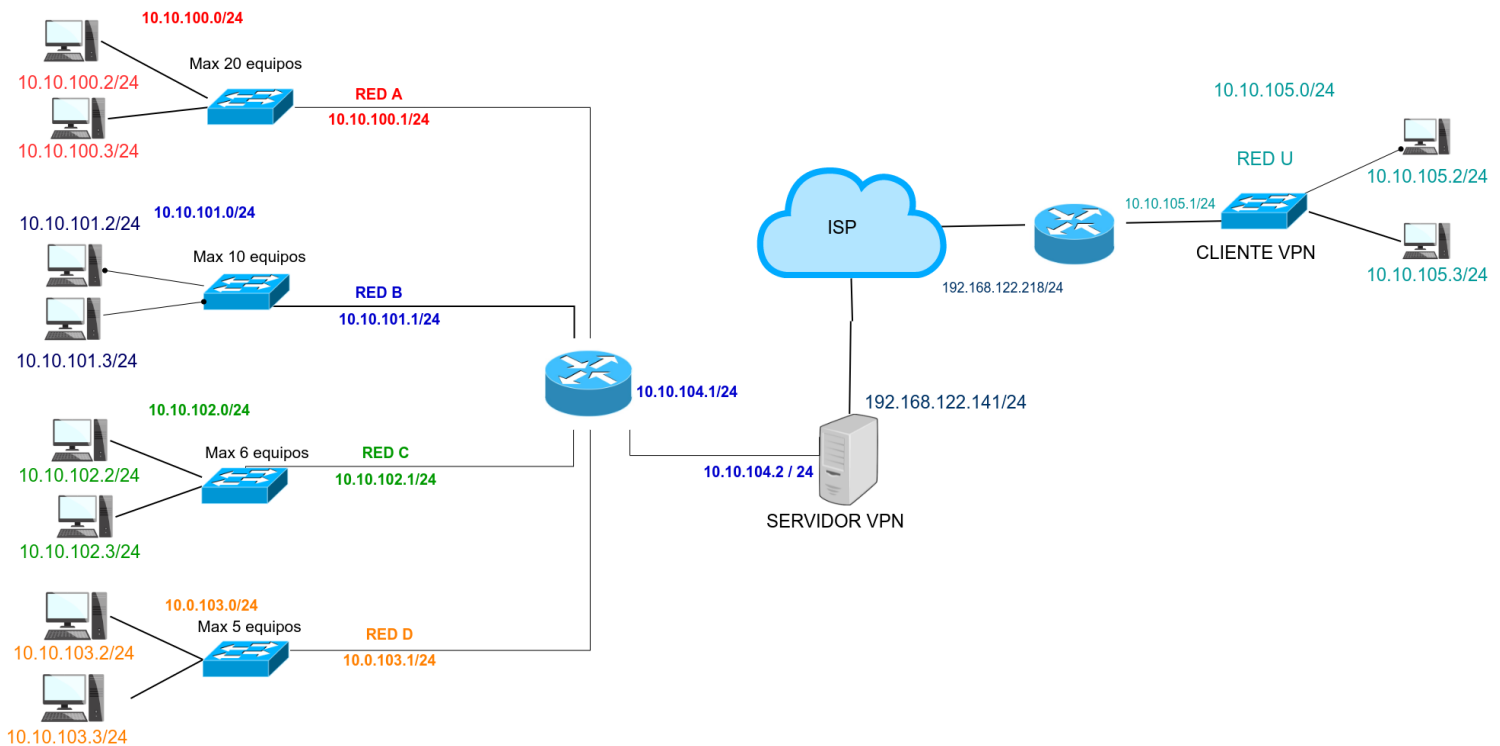 10.10.100.0/24
Max 20 equipos
10.10.100.2/24
RED A
10.10.100.1/24
10.10.100.3/24
10.10.101.2/24
10.10.101.0/24
Max 10 equipos
RED B
10.10.101.1/24
10.10.101.3/24
10.10.102.0/24
Max 6 equipos
RED C
10.10.102.2/24
10.10.102.1/24
10.10.102.3/24
10.0.103.0/24
Max 5 equipos
RED D
10.10.103.2/24
10.0.103.1/24
10.10.103.3/24
10.10.104.1/24
10.10.104.2 / 24
SERVIDOR VPN
192.168.122.141/24
ISP
192.168.122.218/24
10.10.105.0/24
RED U
10.10.105.1/24
CLIENTE VPN
10.10.105.2/24
10.10.105.3/24